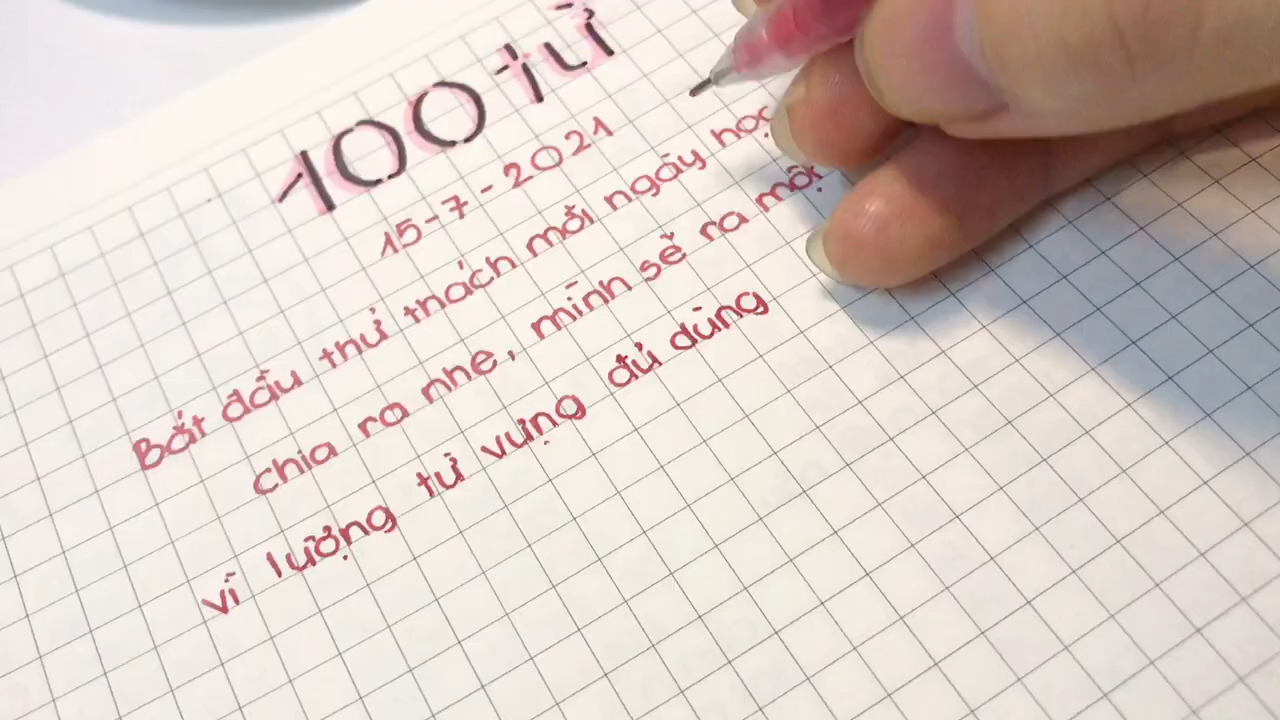 100 từ
15-7-2021
Bắt đầu thử thách mỗi ngày học
chia ra nhe, mình sẽ ra một
vì lượng từ vựng đủ dùng